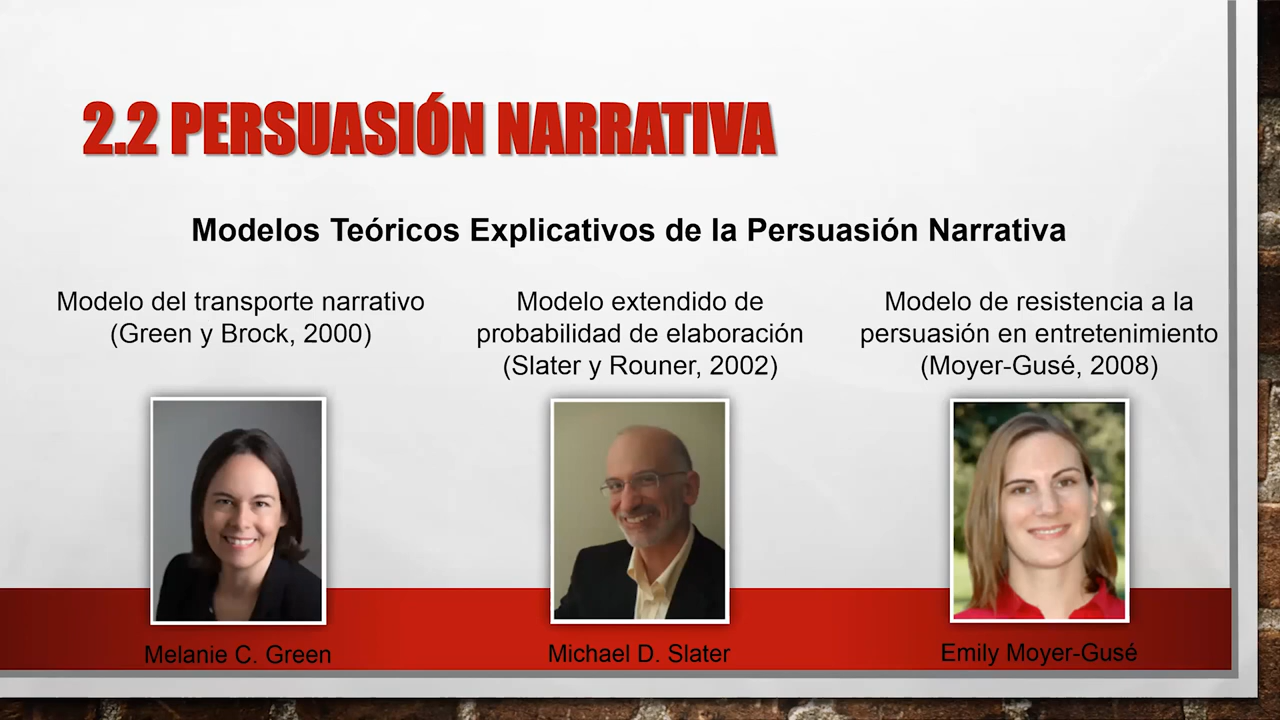 2.2 PERSUASIÓN NARRATIVA
Modelos Teóricos Explicativos de la Persuasión Narrativa
Modelo del transporte narrativo
(Green y Brock, 2000)
Modelo extendido de
probabilidad de elaboración
(Slater y Rouner, 2002)
Modelo de resistencia a la
persuasión en entretenimiento
(Moyer-Gusé, 2008)
Melanie C. Green
Michael D. Slater
Emily Moyer-Gusé